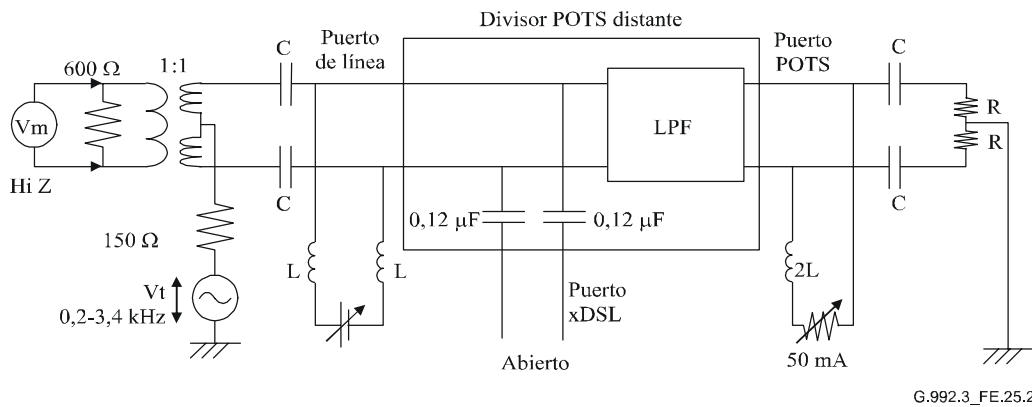 Divisor POTS distante
Puerto
de línea
Puerto
POTS
C
C
600 Ω
1:1
Vm
Hi Z
LPF
R
R
C
C
0,12 µF
0,12 µF
150 Ω
L
L
2L
Vt
0,2-3,4 kHz
Puerto
xDSL
Abierto
50 mA
G.992.3_FE.25.2